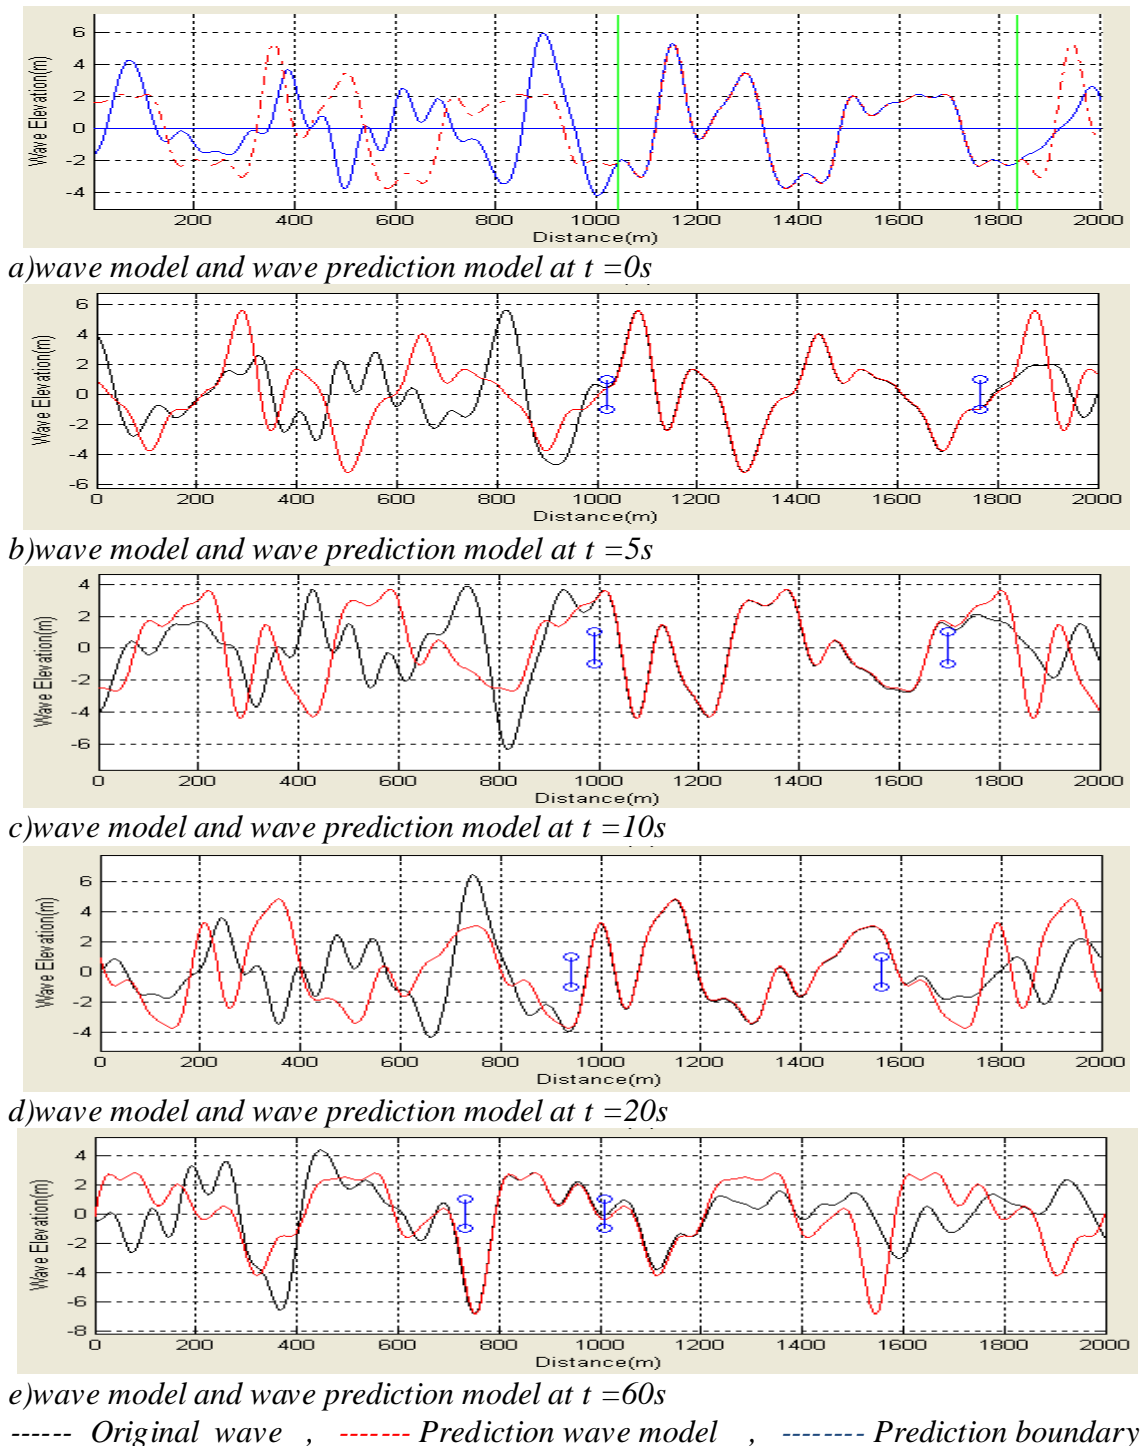 6
4
2
0
-2
-4
Wave Elevation(m)
200 400 600 800 1000 1200 1400 1600 1800 2000
Distance(m)
a)wave model and wave prediction model at t =0s
6
4
2
0
-2
-4
-6
Wave Elevation(m)
0 200 400 600 800 1000 1200 1400 1600 1800 2000
Distance(m)
b)wave model and wave prediction model at t =5s
4
2
0
-2
-4
-6
Wave Elevation(m)
0 200 400 600 800 1000 1200 1400 1600 1800 2000
Distance(m)
c)wave model and wave prediction model at t =10s
6
4
2
0
-2
-4
Wave Elevation(m)
0 200 400 600 800 1000 1200 1400 1600 1800 2000
Distance(m)
d)wave model and wave prediction model at t =20s
4
2
0
-2
-4
-6
-8
Wave Elevation(m)
0 200 400 600 800 1000 1200 1400 1600 1800 2000
Distance(m)
e)wave model and wave prediction model at t =60s
------ Original wave , ------- Prediction wave model , -------- Prediction boundary